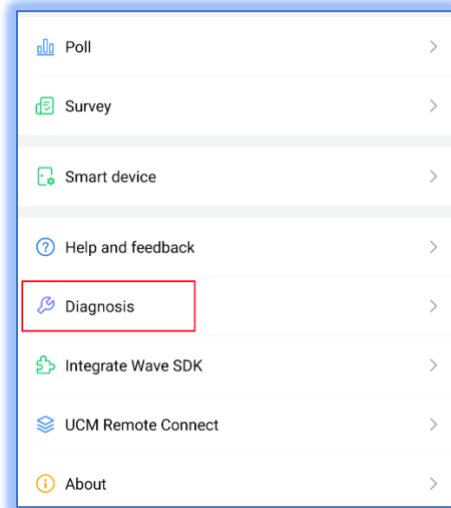 Poll
Survey
Smart device
Help and feedback
Diagnosis
Integrate Wave SDK
UCM Remote Connect
About